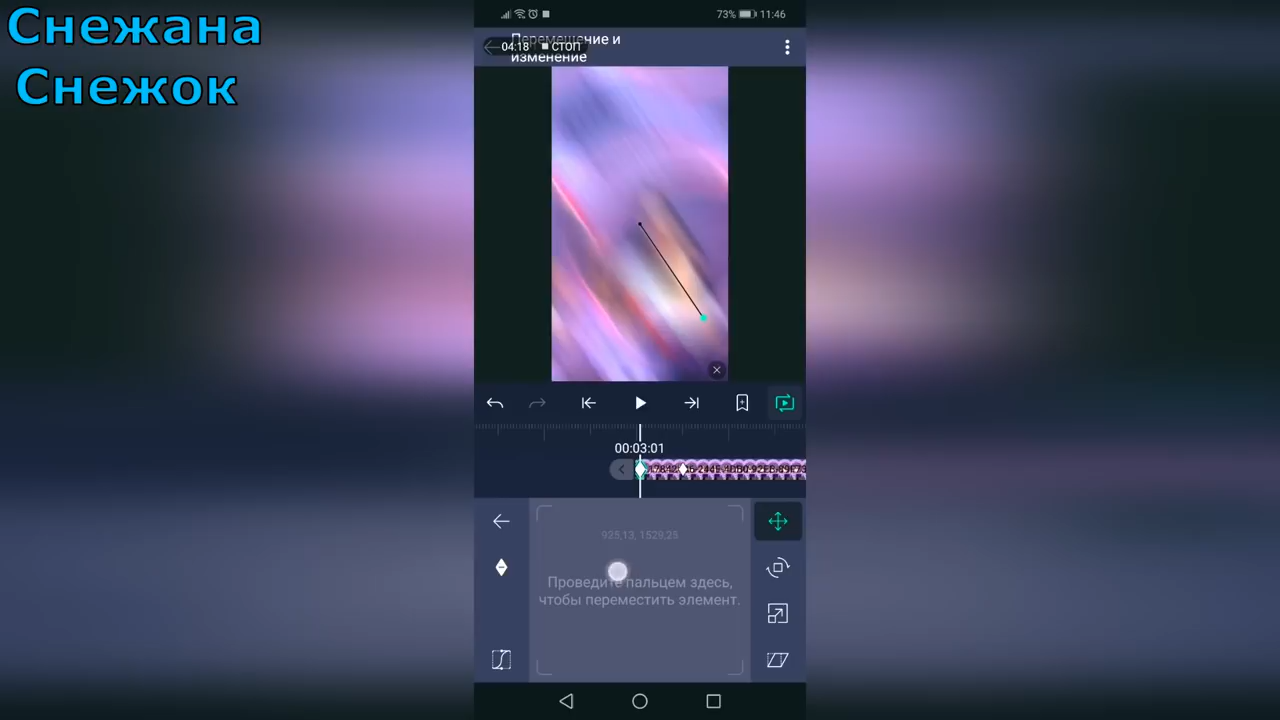 Снежана
Снежок
73% 11:46
Перемещение и
изменение
04:18 СТОП
00:03:01
925,13, 1529,25
Проведите пальцем здесь,
чтобы переместить элемент.